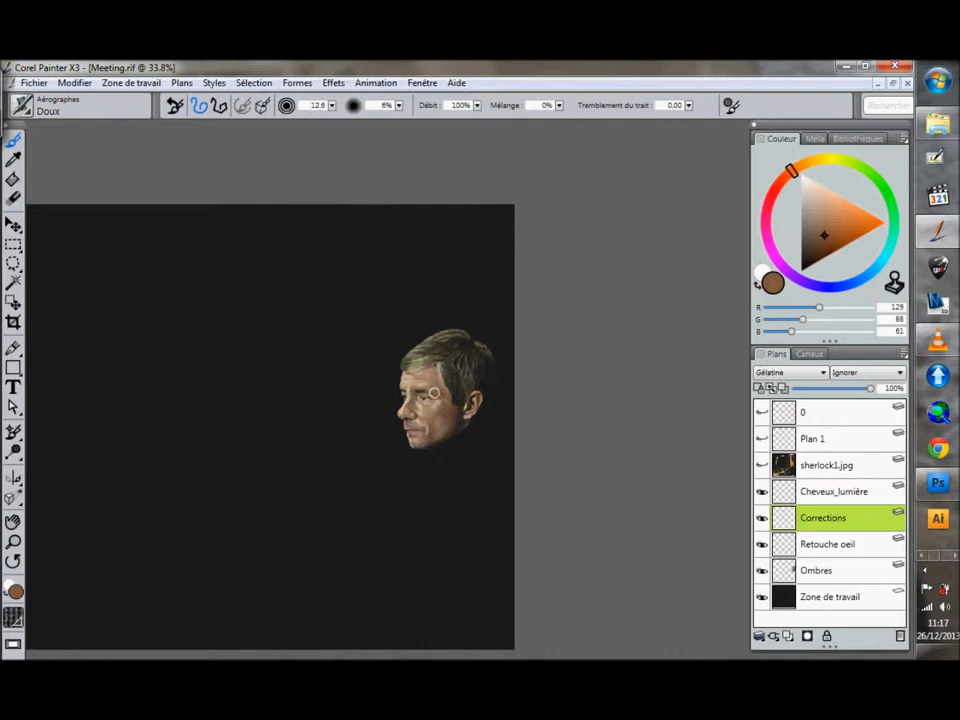 Corel Painter X3 - [Meeting.rif @ 33.8%]
Fichier Modifier Zone de travail Plans Styles Sélection Formes Effets Animation Fenêtre Aide
Aérographes
Doux
12.6 6% Débit : 100% Mélange : 0% Tremblement du trait : 0.00 Rechercher
Couleur Méla Bibliothèques
R 129
G 88
B 61
Plans Canaux
Gélatine Ignorer
100%
0
Plan 1
sherlock1.jpg
Cheveux_lumière
Corrections
Retouche oeil
Ombres
Zone de travail
321
Ps
Ai
11:17
26/12/2013